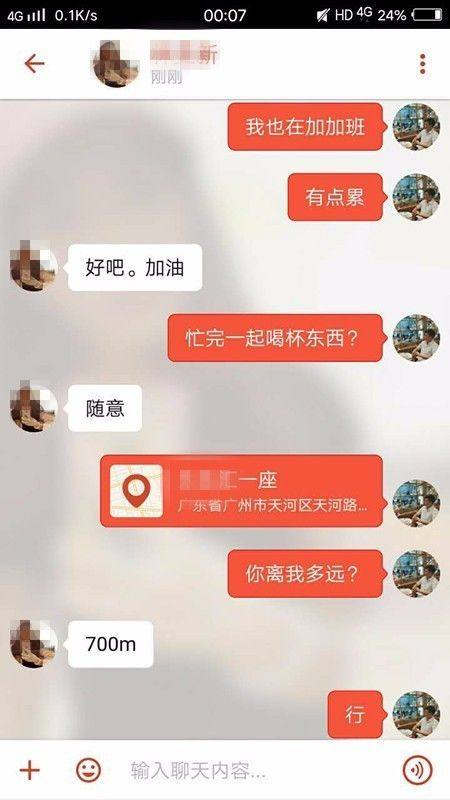 4G 0.1K/s 00:07 HD 4G 24%
新
刚刚
我也在加加班
有点累
好吧。加油
忙完一起喝杯东西？
随意
汇一座
广东省广州市天河区天河路...
你离我多远？
700m
行
输入聊天内容...